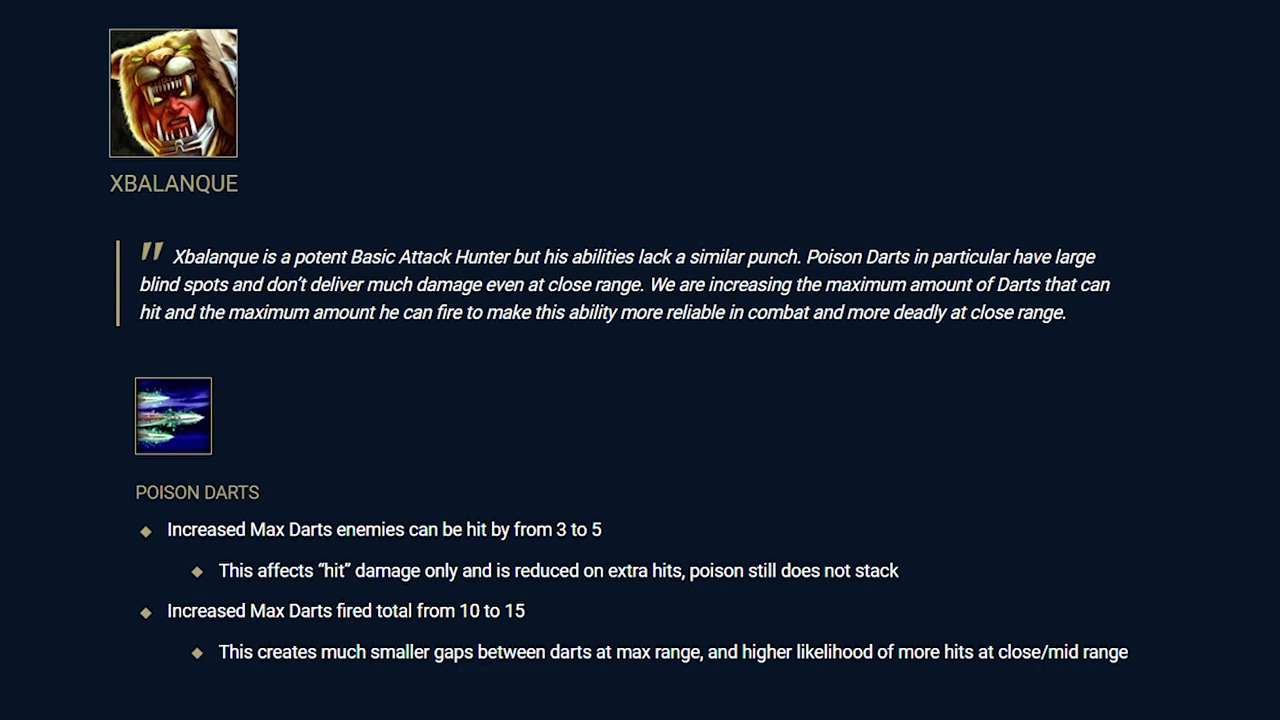 XBALANQUE
" Xbalanque is a potent Basic Attack Hunter but his abilities lack a similar punch. Poison Darts in particular have large
blind spots and don’t deliver much damage even at close range. We are increasing the maximum amount of Darts that can
hit and the maximum amount he can fire to make this ability more reliable in combat and more deadly at close range.
POISON DARTS
Increased Max Darts enemies can be hit by from 3 to 5
This affects “hit” damage only and is reduced on extra hits, poison still does not stack
Increased Max Darts fired total from 10 to 15
This creates much smaller gaps between darts at max range, and higher likelihood of more hits at close/mid range